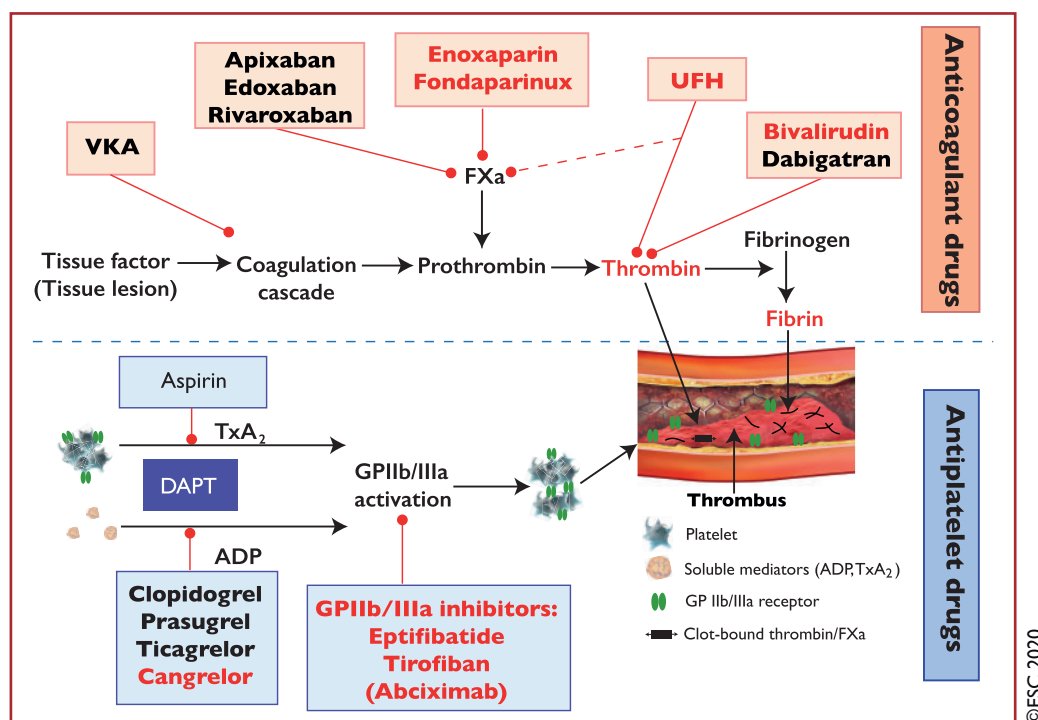 Apixaban
Edoxaban
Rivaroxaban
Enoxaparin
Fondaparinux
UFH
VKA
Bivalirudin
Dabigatran
FXa
Tissue factor
(Tissue lesion)
Coagulation
cascade
Prothrombin
Thrombin
Fibrinogen
Fibrin
Anticoagulant drugs
Aspirin
TxA₂
DAPT
GPIIb/IIIa
activation
ADP
Clopidogrel
Prasugrel
Ticagrelor
Cangrelor
GPIIb/IIIa inhibitors:
Eptifibatide
Tirofiban
(Abciximab)
Thrombus
Platelet
Soluble mediators (ADP,TxA₂)
GP IIb/IIIa receptor
Clot-bound thrombin/FXa
Antiplatelet drugs
©ESC 2020